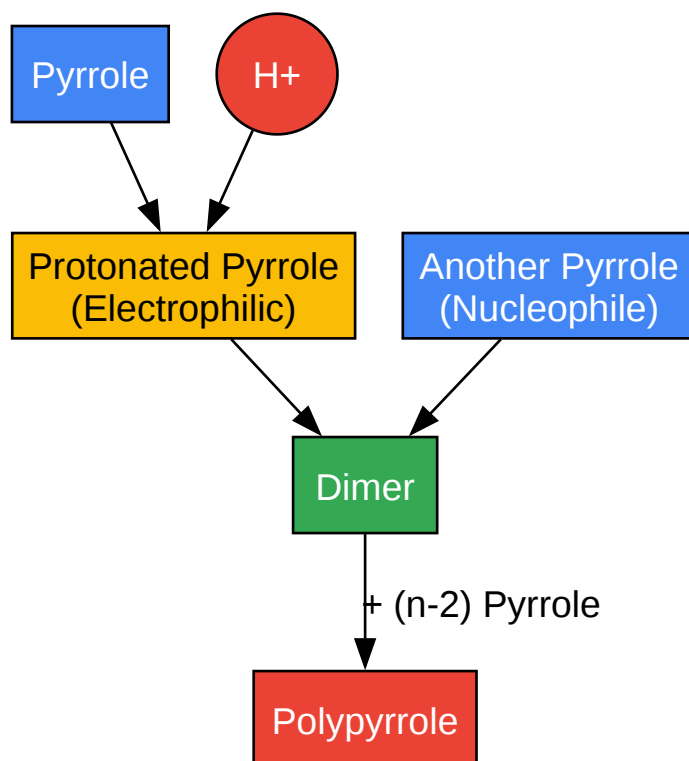 Pyrrole
H+
Protonated Pyrrole
(Electrophilic)
Another Pyrrole
(Nucleophile)
Dimer
+ (n-2) Pyrrole
Polypyrrole